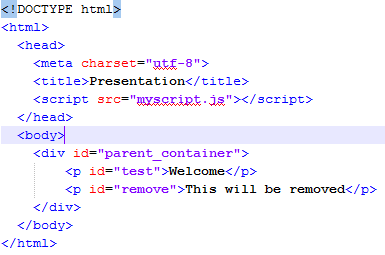 <!DOCTYPE html>
<html>
<head>
<meta charset="utf-8">
<title>Presentation</title>
<script src="myscript.js"></script>
</head>
<body>
<div id="parent_container">
<p id="test">Welcome</p>
<p id="remove">This will be removed</p>
</div>
</body>
</html>